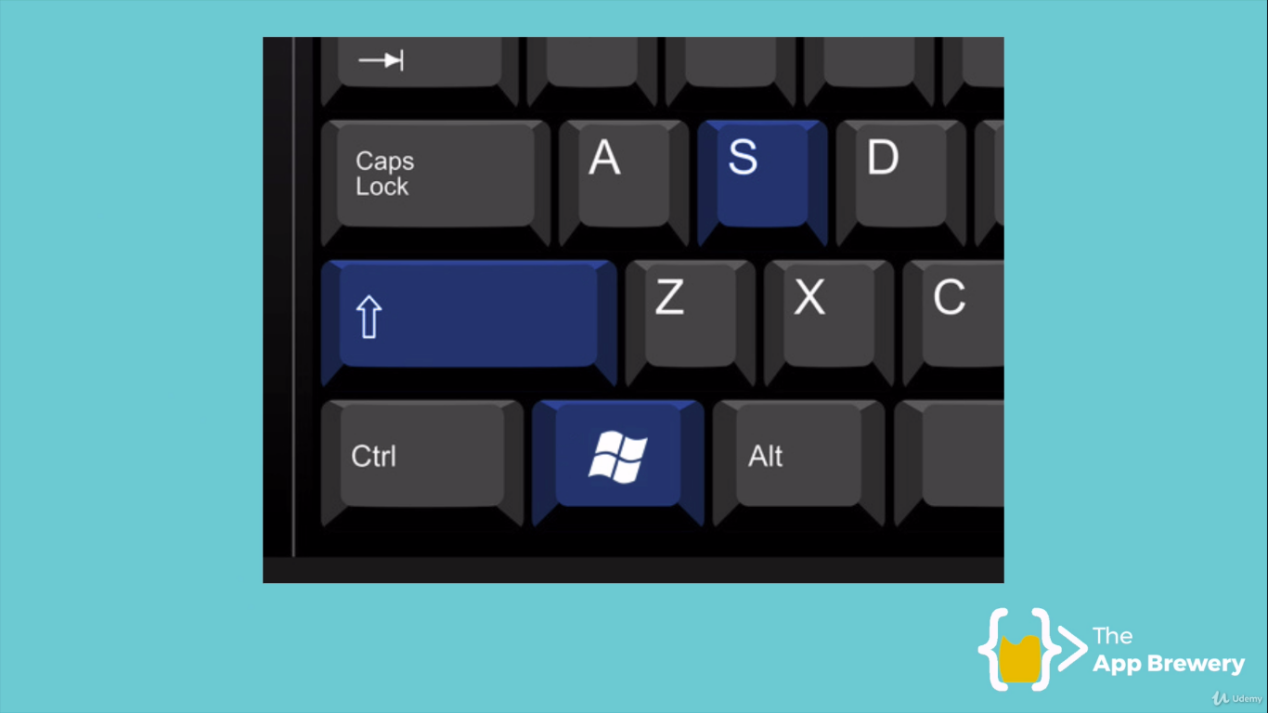 Caps
Lock
A
S
D
Z
X
C
Ctrl
Alt
The
App Brewery
Udemy